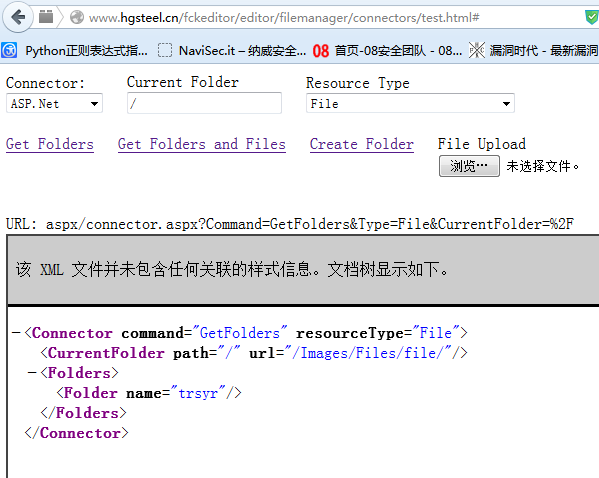 www.hgsteel.cn/fckeditor/editor/filemanager/connectors/test.html#
Python正则表达式指... NaviSec.it – 纳威安全... 08 首页-08安全团队 - 08... 漏洞时代 - 最新漏洞
Connector: Current Folder Resource Type
ASP.Net / File
Get Folders Get Folders and Files Create Folder File Upload
浏览… 未选择文件。
URL: aspx/connector.aspx?Command=GetFolders&Type=File&CurrentFolder=%2F
该 XML 文件并未包含任何关联的样式信息。文档树显示如下。
−<Connector command="GetFolders" resourceType="File">
<CurrentFolder path="/" url="/Images/Files/file/"/>
−<Folders>
<Folder name="trsyr"/>
</Folders>
</Connector>